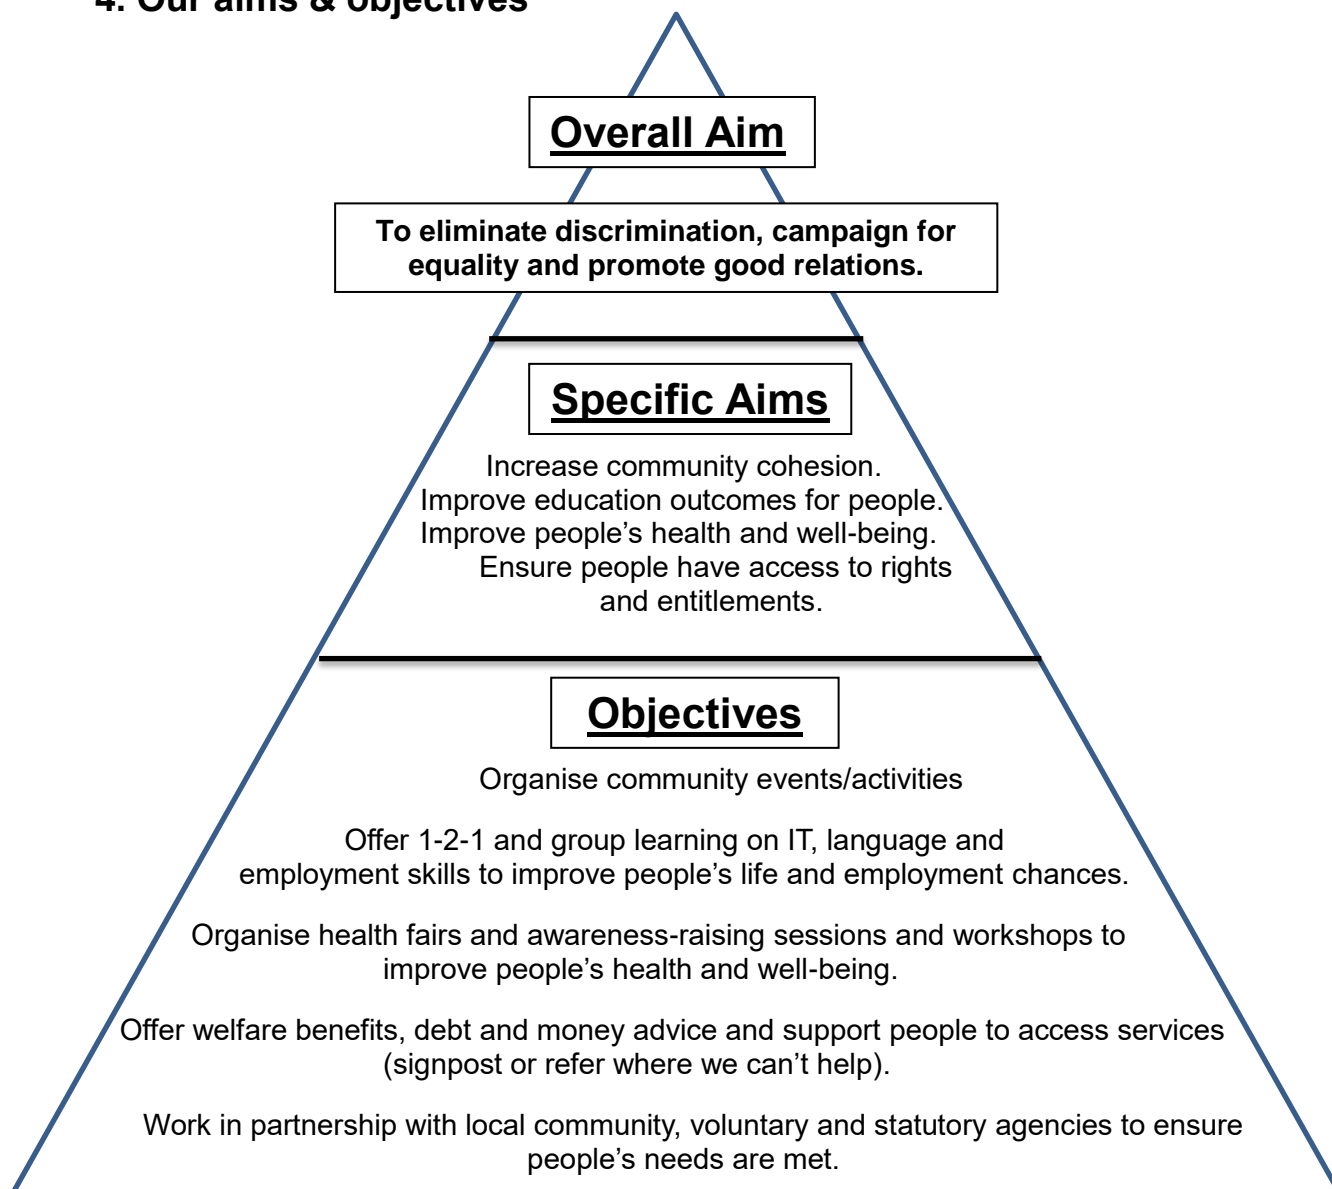 4. Our aims & objectives
Overall Aim
To eliminate discrimination, campaign for
equality and promote good relations.
Specific Aims
Increase community cohesion.
Improve education outcomes for people.
Improve people’s health and well-being.
Ensure people have access to rights
and entitlements.
Objectives
Organise community events/activities
Offer 1-2-1 and group learning on IT, language and
employment skills to improve people’s life and employment chances.
Organise health fairs and awareness-raising sessions and workshops to
improve people’s health and well-being.
Offer welfare benefits, debt and money advice and support people to access services
(signpost or refer where we can’t help).
Work in partnership with local community, voluntary and statutory agencies to ensure
people’s needs are met.